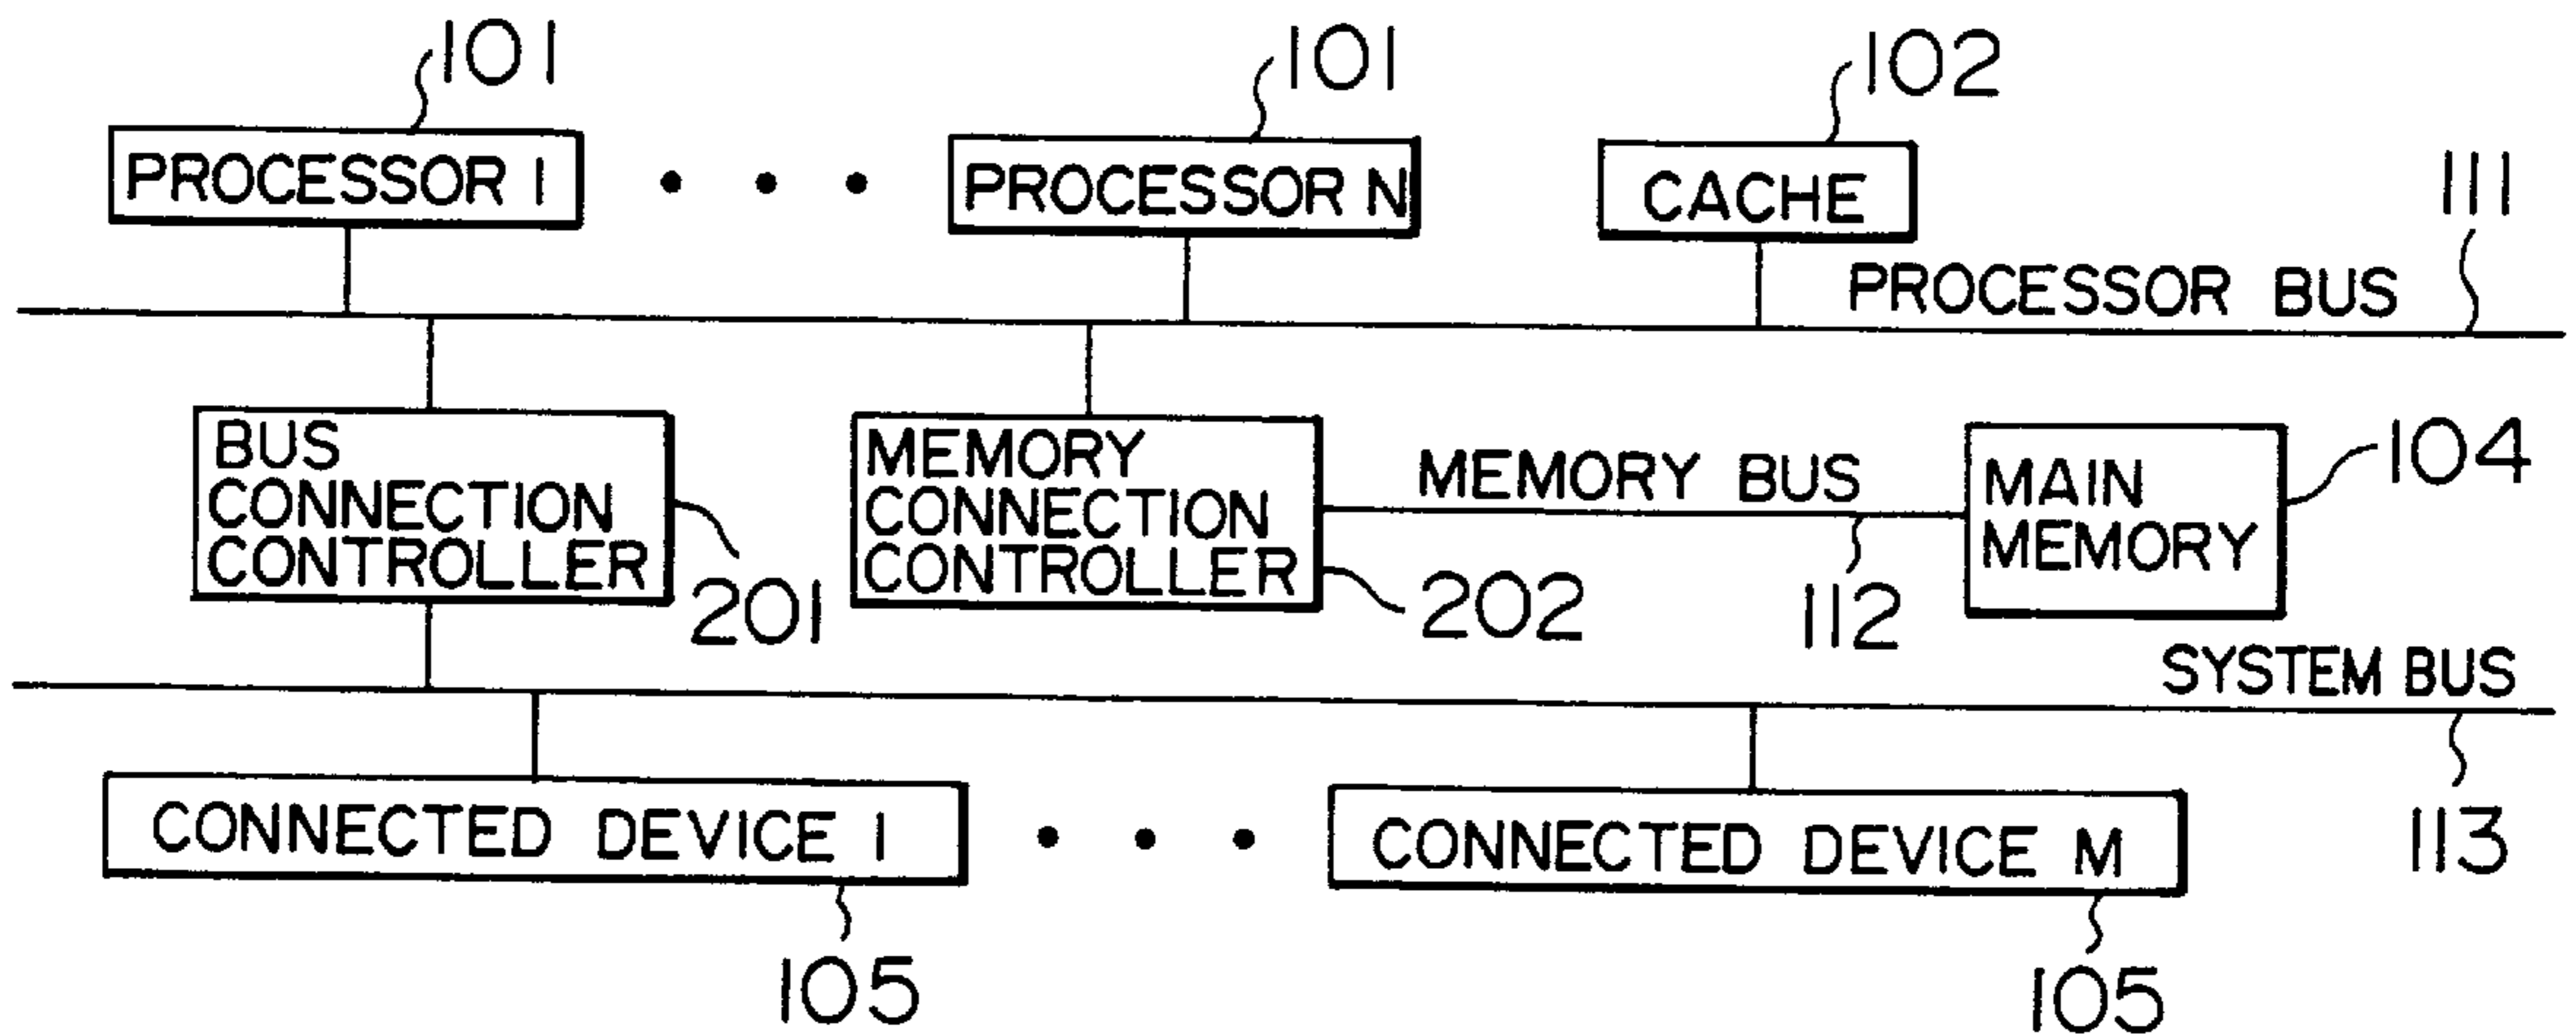 101
101
102
PROCESSOR 1
• • •
PROCESSOR N
CACHE
111
PROCESSOR BUS
BUS
CONNECTION
CONTROLLER
201
MEMORY
CONNECTION
CONTROLLER
202
MEMORY BUS
112
MAIN
MEMORY
104
SYSTEM BUS
113
CONNECTED DEVICE 1
• • •
CONNECTED DEVICE M
105
105